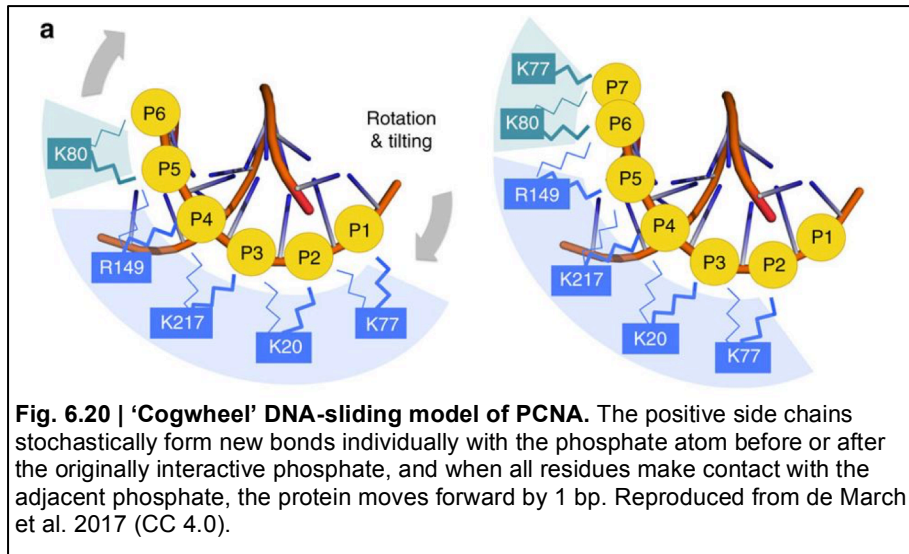 a
K80
P6
P5
P4
P3
P2
P1
R149
K217
K20
K77
Rotation
& tilting
K77
K80
R149
K217
K20
K77
P7
P6
P5
P4
P3
P2
P1
Fig. 6.20 | ‘Cogwheel’ DNA-sliding model of PCNA. The positive side chains
stochastically form new bonds individually with the phosphate atom before or after
the originally interactive phosphate, and when all residues make contact with the
adjacent phosphate, the protein moves forward by 1 bp. Reproduced from de March
et al. 2017 (CC 4.0).